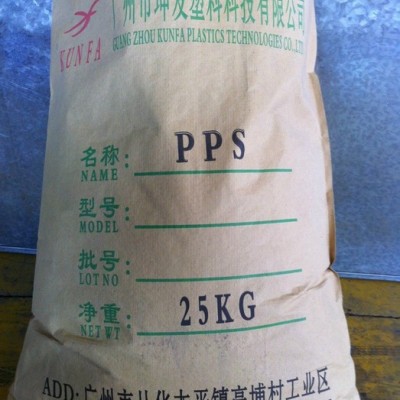 广州市坤发塑料科技有限公司
KUNFA
GUANG ZHOU KUNFA PLASTICS TECHNOLOGIES CO.,LTD
名称: PPS
NAME
型号:
MODEL
批号:
LOT NO
净重: 25KG
NET WT
ADD:广州市从化太平镇高埔村工业区